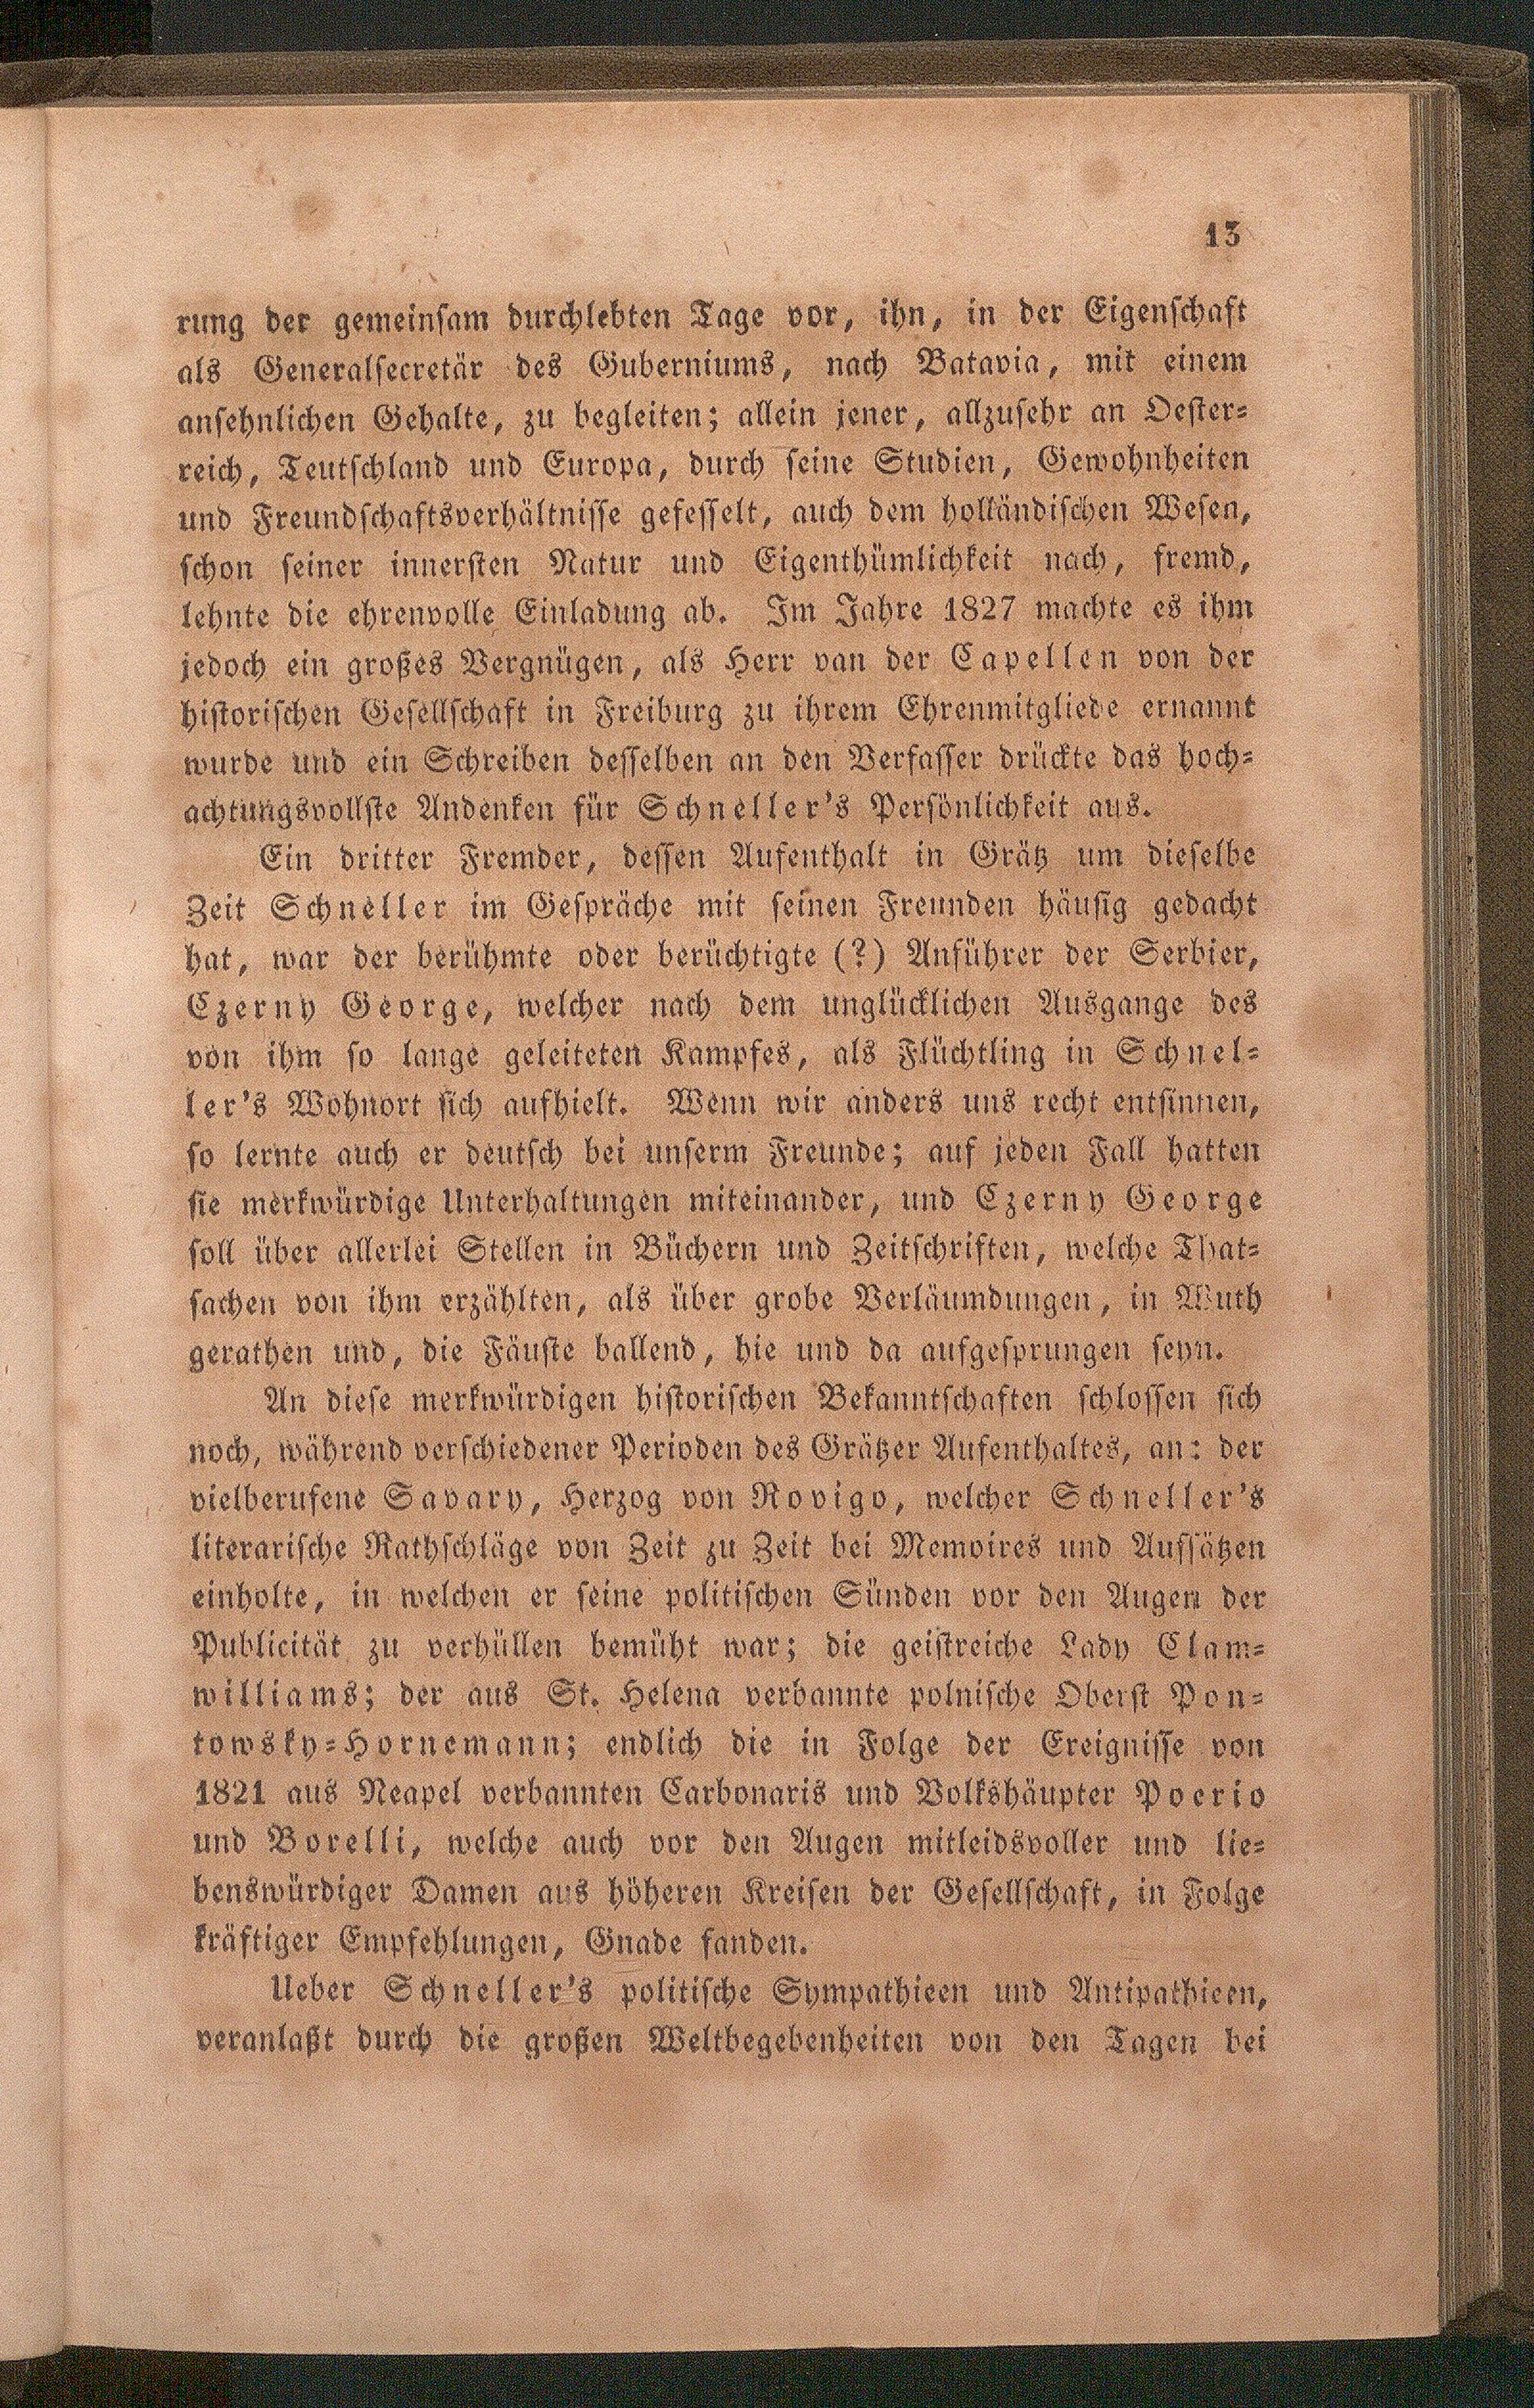 13
rung der gemeinsam durchlebten Tage vor, ihn, in der Eigenschaft
als Generalsecretär des Guberniums, nach Batavia, mit einem
ansehnlichen Gehalte, zu begleiten; allein jener, allzusehr an Oester-
reich, Teutschland und Europa, durch seine Studien, Gewohnheiten
und Freundschaftsverhältnisse gefesselt, auch dem holländischen Wesen,
schon seiner innersten Natur und Eigenthümlichkeit nach, fremd,
lehnte die ehrenvolle Einladung ab. Im Jahre 1827 machte es ihm
jedoch ein großes Vergnügen, als Herr van der Capellen von der
historischen Gesellschaft in Freiburg zu ihrem Ehrenmitgliede ernannt
wurde und ein Schreiben desselben an den Verfasser drückte das hoch-
achtungsvollste Andenken für Schneller's Persönlichkeit aus.
Ein dritter Fremder, dessen Aufenthalt in Grätz um dieselbe
Zeit Schneller im Gespräche mit seinen Freunden häufig gedacht
hat, war der berühmte oder berüchtigte (?) Anführer der Serbier,
Czerny George, welcher nach dem unglücklichen Ausgange des
von ihm so lange geleiteten Kampfes, als Flüchtling in Schnel-
ler's Wohnort sich aufhielt. Wenn wir anders uns recht entsinnen,
so lernte auch er deutsch bei unserm Freunde; auf jeden Fall hatten
sie merkwürdige Unterhaltungen miteinander, und Czerny George
soll über allerlei Stellen in Büchern und Zeitschriften, welche That-
sachen von ihm erzählten, als über grobe Verläumdungen, in Wuth
gerathen und, die Fäuste ballend, hie und da aufgesprungen seyn.
An diese merkwürdigen historischen Bekanntschaften schlossen sich
noch, während verschiedener Perioden des Grätzer Aufenthaltes, an: der
vielberufene Savary, Herzog von Rovigo, welcher Schneller's
literarische Rathschläge von Zeit zu Zeit bei Memoires und Aufsätzen
einholte, in welchen er seine politischen Sünden vor den Augen der
Publicität zu verhüllen bemüht war; die geistreiche Lady Clam-
williams; der aus St. Helena verbannte polnische Oberst Pon-
towsky-Hornemann; endlich die in Folge der Ereignisse von
1821 aus Neapel verbannten Carbonaris und Volkshäupter Poerio
und Borelli, welche auch vor den Augen mitleidsvoller und lie-
benswürdiger Damen aus höheren Kreisen der Gesellschaft, in Folge
kräftiger Empfehlungen, Gnade fanden.
Ueber Schneller's politische Sympathieen und Antipathieen,
veranlaßt durch die großen Weltbegebenheiten von den Tagen bei